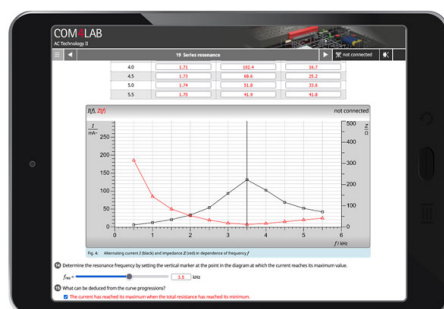 COM4LAB
AC Technology II
19 Series resonance
not connected
4.0 1.71 102.4 16.7
4.5 1.73 68.6 25.2
5.0 1.74 51.8 33.6
5.5 1.75 41.9 41.8
I(f), Z(f) not connected
I Z
mA Ω
250 500
200 400
150 300
100 200
50 100
0 0
0 1 2 3 4 5 6
f / kHz
Fig. 4: Alternating current I (black) and impedance Z (red) in dependence of frequency f
Determine the resonance frequency by setting the vertical marker at the point in the diagram at which the current reaches its maximum value.
fres = 3.5 kHz
What can be deduced from the curve progressions?
The current has reached its maximum when the total resistance has reached its minimum.